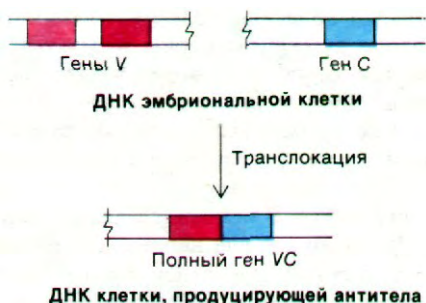 Гены V Ген C
ДНК эмбриональной клетки
Транслокация
Полный ген VC
ДНК клетки, продуцирующей антитела